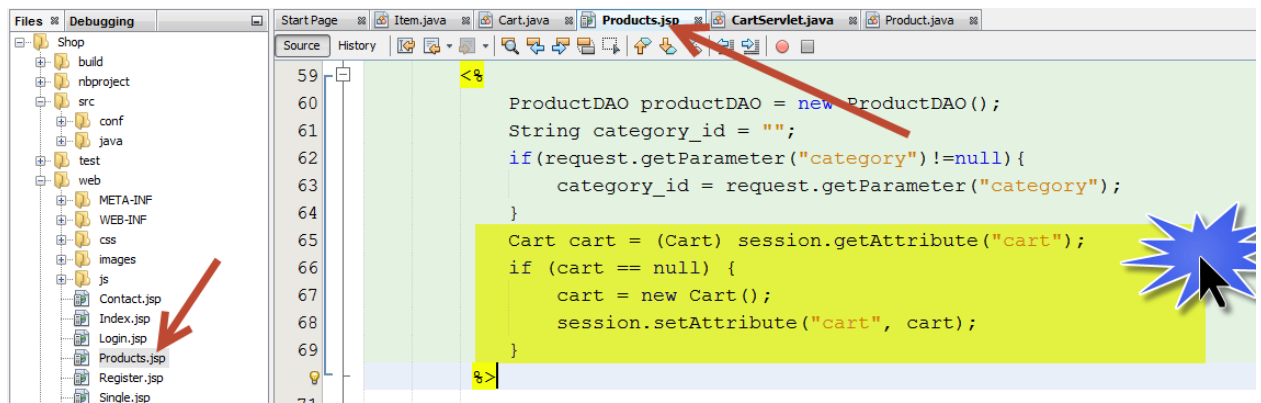 Files Debugging
Start Page Item.java Cart.java Products.jsp CartServlet.java Product.java
Source History
Shop
build
nbproject
src
conf
java
test
web
META-INF
WEB-INF
css
images
js
Contact.jsp
Index.jsp
Login.jsp
Products.jsp
Register.jsp
Single.jsp
59 <%
60 ProductDAO productDAO = new ProductDAO();
61 String category_id = "";
62 if(request.getParameter("category")!=null){
63 category_id = request.getParameter("category");
64 }
65 Cart cart = (Cart) session.getAttribute("cart");
66 if (cart == null) {
67 cart = new Cart();
68 session.setAttribute("cart", cart);
69 }
%>
71